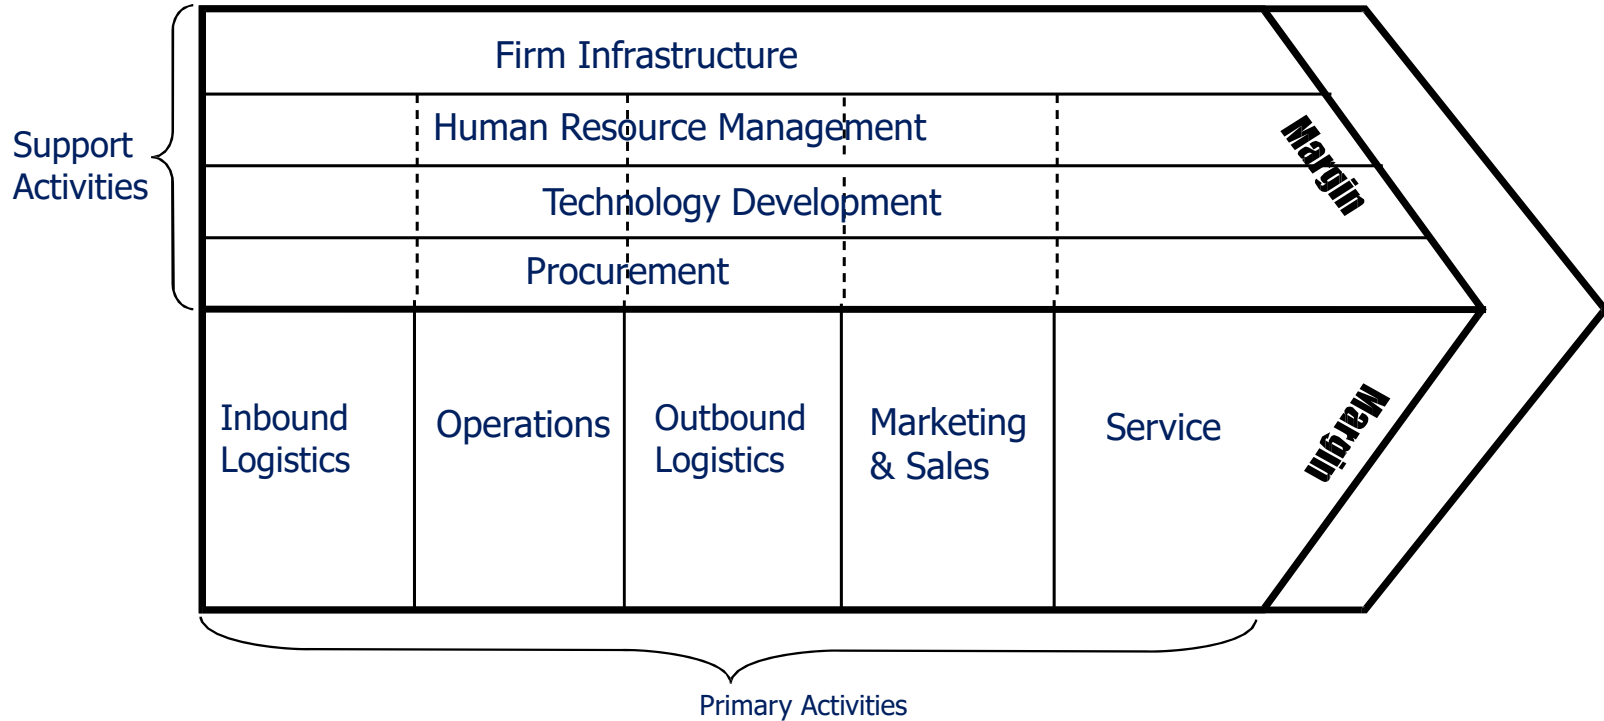 Firm Infrastructure
Human Resource Management
Support
Activities
Technology Development
Procurement
Margin
Inbound
Logistics
Operations
Outbound
Logistics
Marketing
& Sales
Service
Margin
Primary Activities